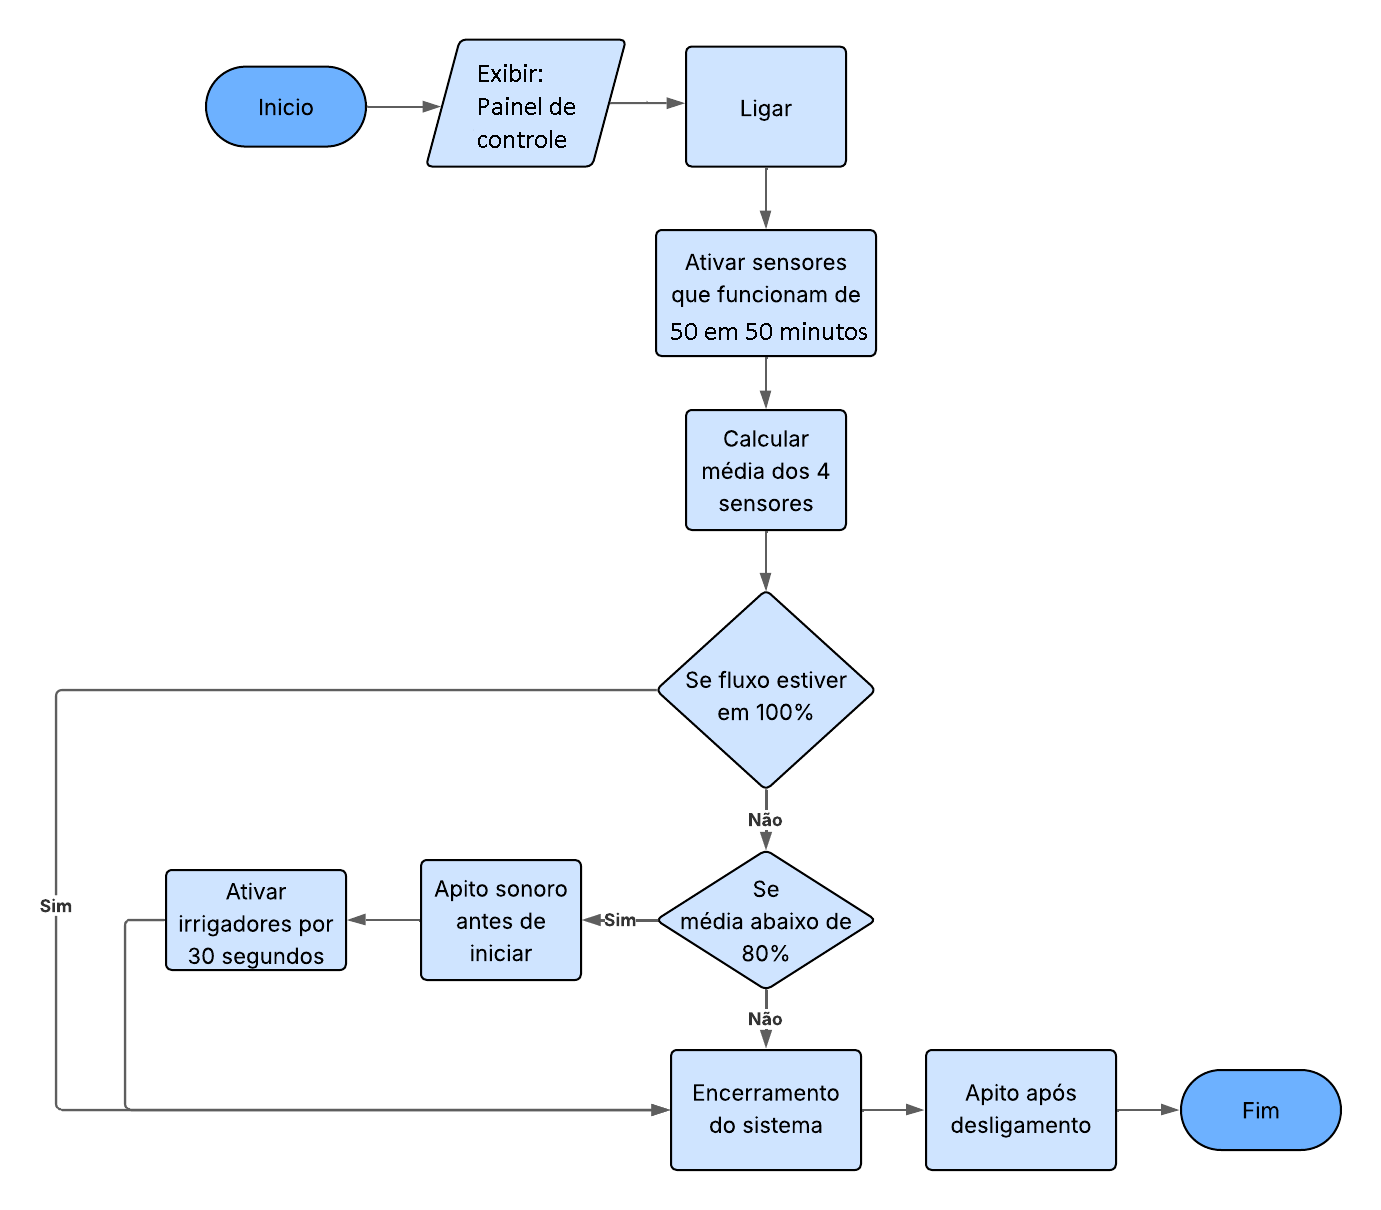 Inicio
Exibir:
Painel de
controle
Ligar
Ativar sensores
que funcionam de
50 em 50 minutos
Calcular
média dos 4
sensores
Se fluxo estiver
em 100%
Não
Se
média abaixo de
80%
Sim
Apito sonoro
antes de
iniciar
Ativar
irrigadores por
30 segundos
Sim
Não
Encerramento
do sistema
Apito após
desligamento
Fim